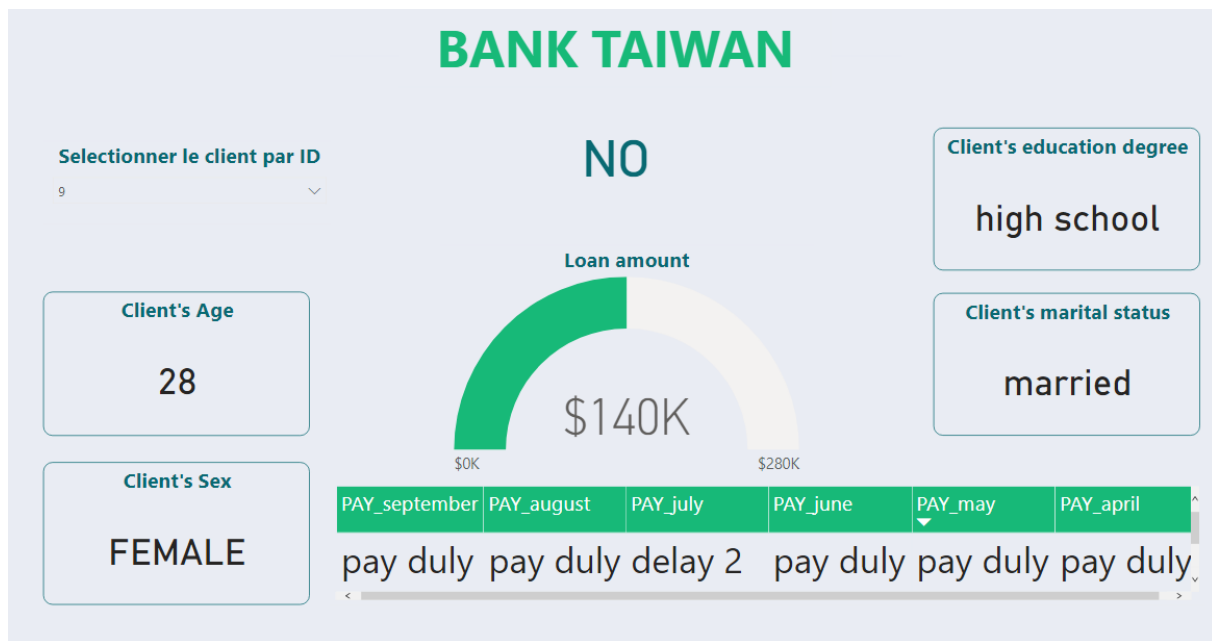 BANK TAIWAN
Selectionner le client par ID
9
NO
Client's education degree
high school
Loan amount
$140K
$0K
$280K
Client's Age
28
Client's marital status
married
Client's Sex
FEMALE
PAY_september PAY_august PAY_july PAY_june PAY_may PAY_april
pay duly pay duly delay 2 pay duly pay duly pay duly